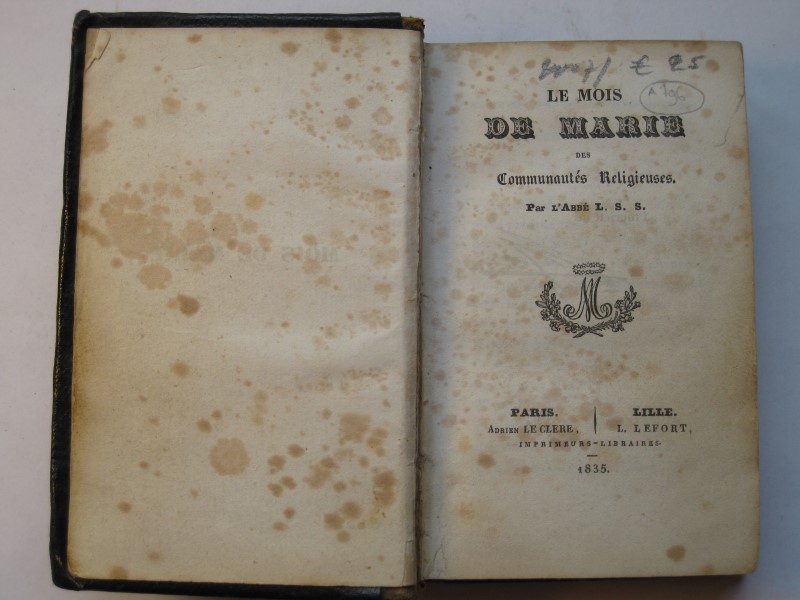 € 25
LE MOIS
DE MARIE
DES
Communautés Religieuses.
Par l'Abbé L. S. S.
M
PARIS. LILLE.
Adrien LE CLERE, L. LEFORT,
IMPRIMEURS-LIBRAIRES.
1835.